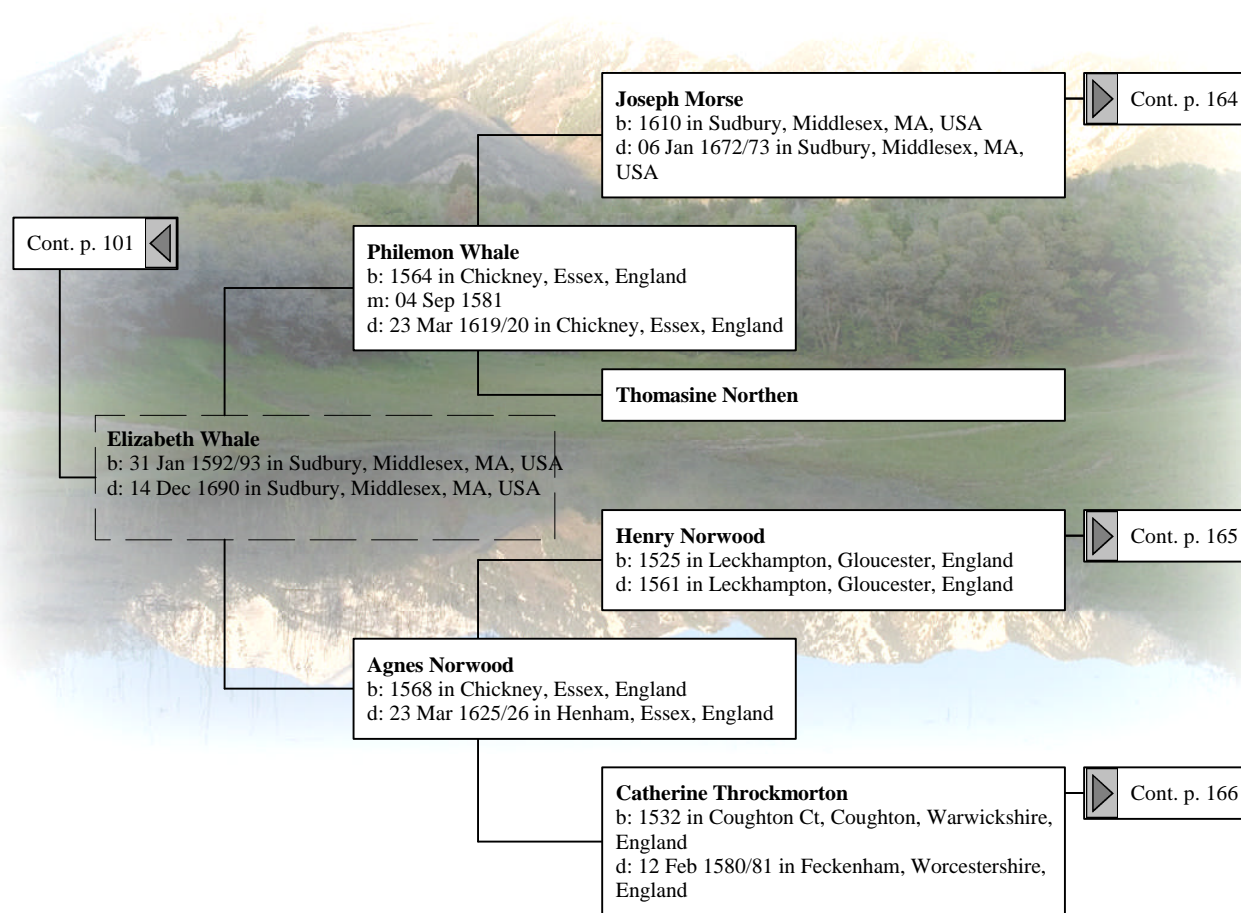 Joseph Morse
b: 1610 in Sudbury, Middlesex, MA, USA
d: 06 Jan 1672/73 in Sudbury, Middlesex, MA,
USA
Cont. p. 164
Cont. p. 101
Philemon Whale
b: 1564 in Chickney, Essex, England
m: 04 Sep 1581
d: 23 Mar 1619/20 in Chickney, Essex, England
Thomasine Northen
Elizabeth Whale
b: 31 Jan 1592/93 in Sudbury, Middlesex, MA, USA
d: 14 Dec 1690 in Sudbury, Middlesex, MA, USA
Henry Norwood
b: 1525 in Leckhampton, Gloucester, England
d: 1561 in Leckhampton, Gloucester, England
Cont. p. 165
Agnes Norwood
b: 1568 in Chickney, Essex, England
d: 23 Mar 1625/26 in Henham, Essex, England
Catherine Throckmorton
b: 1532 in Coughton Ct, Coughton, Warwickshire,
England
d: 12 Feb 1580/81 in Feckenham, Worcestershire,
England
Cont. p. 166